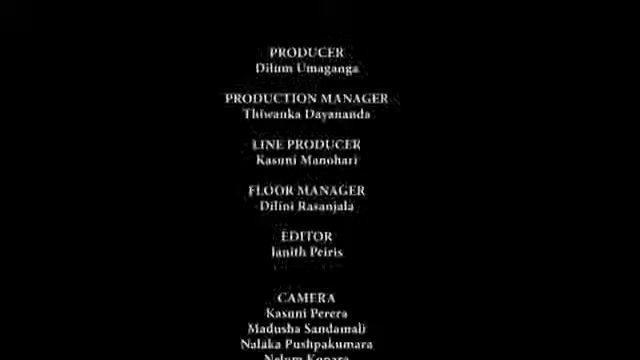 PRODUCER
Dilum Umaganga
PRODUCTION MANAGER
Thiwanka Dayananda
LINE PRODUCER
Kasuni Manohari
FLOOR MANAGER
Dilini Rasanjala
EDITOR
Janith Peiris
CAMERA
Kasuni Perera
Madusha Sandamali
Nalaka Pushpakumara